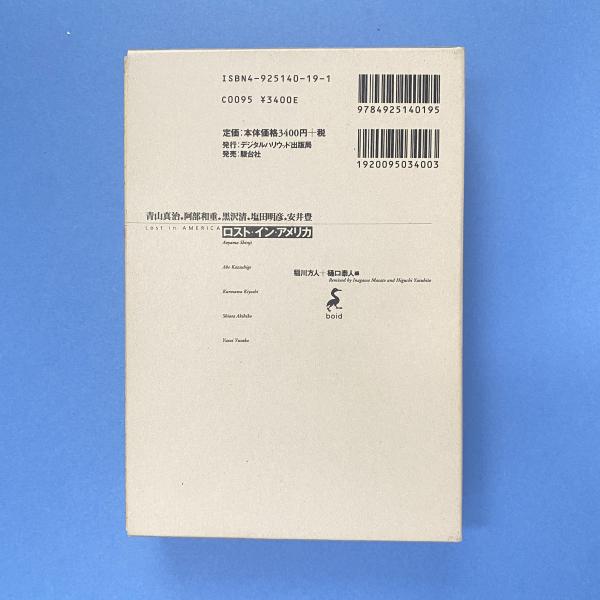 ISBN4-925140-19-1
C0095 ¥3400E
9784925140195
定価：本体価格3400円＋税
発行：デジタルハリウッド出版局
発売：駿台社
1920095034003
青山真治＋阿部和重＋黒沢清＋塩田明彦＋安井豊
Lost in AMERICA ロスト・イン・アメリカ
Aoyama Shinji
Abe Kazushige
稲川方人＋樋口泰人編
Remixed by Inagawa Masato and Higuchi Yasuhito
Kurosawa Kiyoshi
Shiota Akihiko
boid
Yasui Yutaka